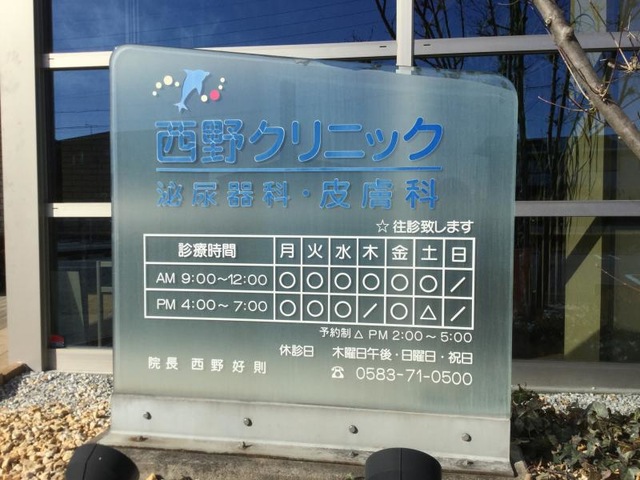 西野クリニック
泌尿器科・皮膚科
☆往診致します
診療時間 月 火 水 木 金 土 日
AM 9:00～12:00 ○ ○ ○ ○ ○ ○ ／
PM 4:00～7:00 ○ ○ ○ ／ ○ △ ／
予約制 △ PM 2:00～5:00
休診日 木曜日午後・日曜日・祝日
院長 西野好則 ☎ 0583-71-0500